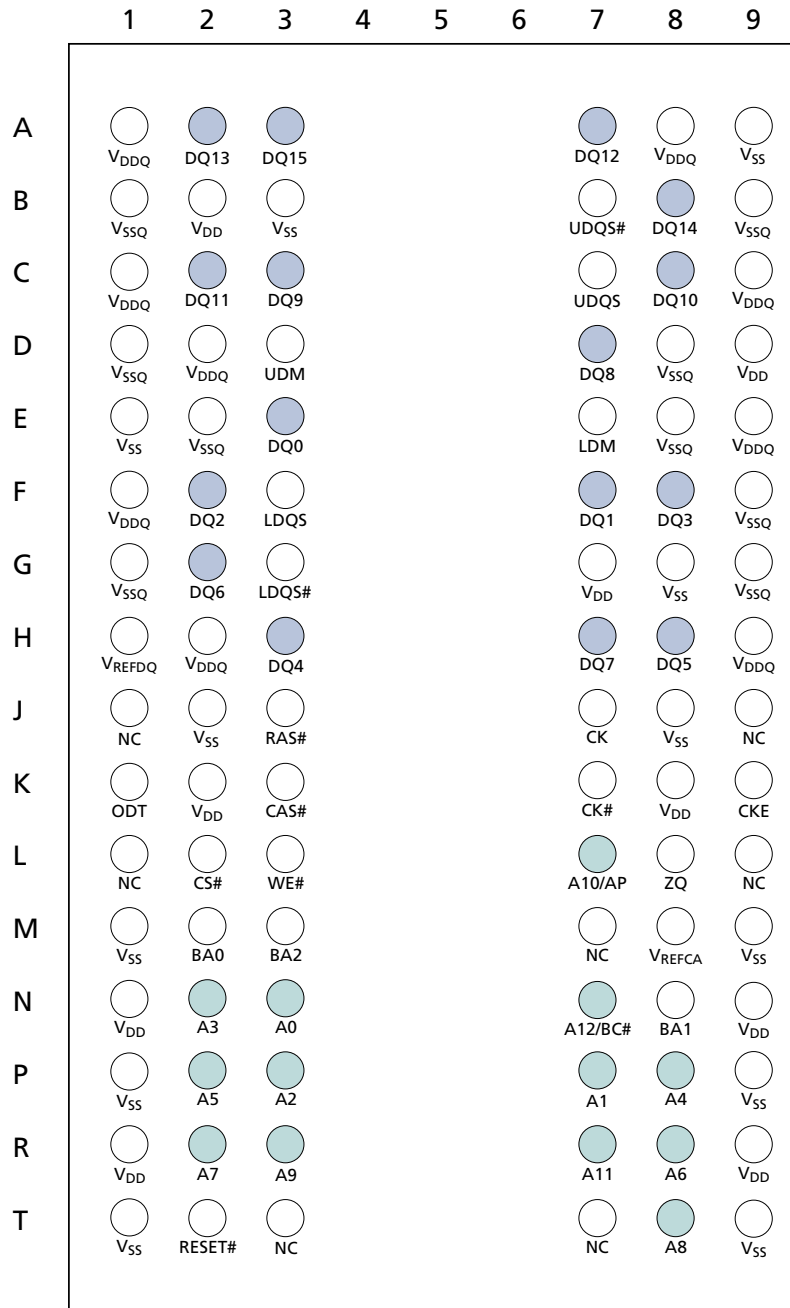 1 2 3 4 5 6 7 8 9
A
VDDQ DQ13 DQ15 DQ12 VDDQ VSS
B
VSSQ VDD VSS UDQS# DQ14 VSSQ
C
VDDQ DQ11 DQ9 UDQS DQ10 VDDQ
D
VSSQ VDDQ UDM DQ8 VSSQ VDD
E
VSS VSSQ DQ0 LDM VSSQ VDDQ
F
VDDQ DQ2 LDQS DQ1 DQ3 VSSQ
G
VSSQ DQ6 LDQS# VDD VSS VSSQ
H
VREFDQ VDDQ DQ4 DQ7 DQ5 VDDQ
J
NC VSS RAS# CK VSS NC
K
ODT VDD CAS# CK# VDD CKE
L
NC CS# WE# A10/AP ZQ NC
M
VSS BA0 BA2 NC VREFCA VSS
N
VDD A3 A0 A12/BC# BA1 VDD
P
VSS A5 A2 A1 A4 VSS
R
VDD A7 A9 A11 A6 VDD
T
VSS RESET# NC NC A8 VSS